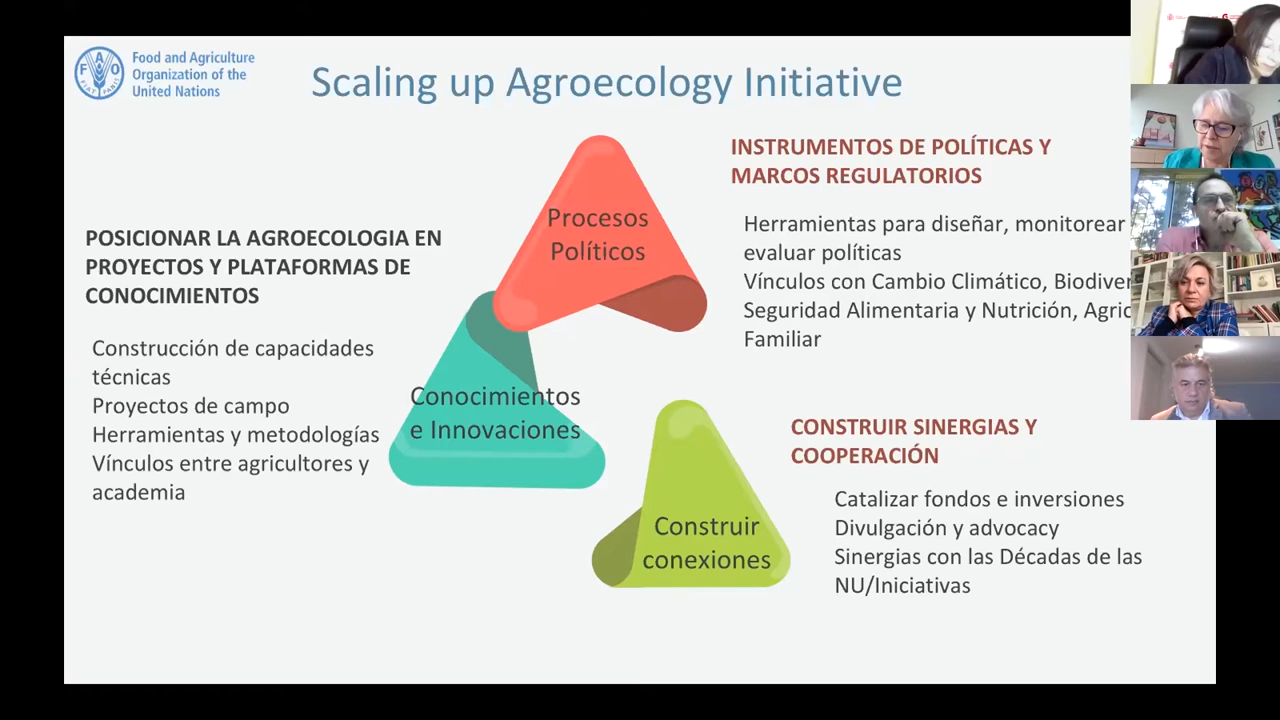 Food and Agriculture
Organization of the
United Nations
Scaling up Agroecology Initiative
INSTRUMENTOS DE POLÍTICAS Y
MARCOS REGULATORIOS
Herramientas para diseñar, monitorear
evaluar políticas
Vínculos con Cambio Climático,
Seguridad Alimentaria y Nutrición,
Familiar
Procesos
Políticos
POSICIONAR LA AGROECOLOGIA EN
PROYECTOS Y PLATAFORMAS DE
CONOCIMIENTOS
Construcción de capacidades
técnicas
Proyectos de campo
Herramientas y metodologías
Vínculos entre agricultores y
academia
Conocimientos
e Innovaciones
CONSTRUIR SINERGIAS Y
COOPERACIÓN
Catalizar fondos e inversiones
Divulgación y advocacy
Sinergias con las Décadas de las
NU/Iniciativas
Construir
conexiones